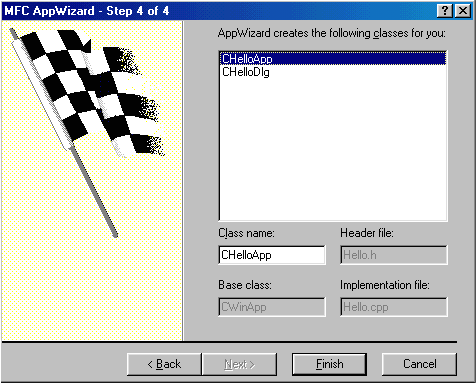 MFC AppWizard - Step 4 of 4
AppWizard creates the following classes for you:
CHelloApp
CHelloDlg
Class name:
Header file:
CHelloApp
Hello.h
Base class:
Implementation file:
CWinApp
Hello.cpp
< Back
Next >
Finish
Cancel